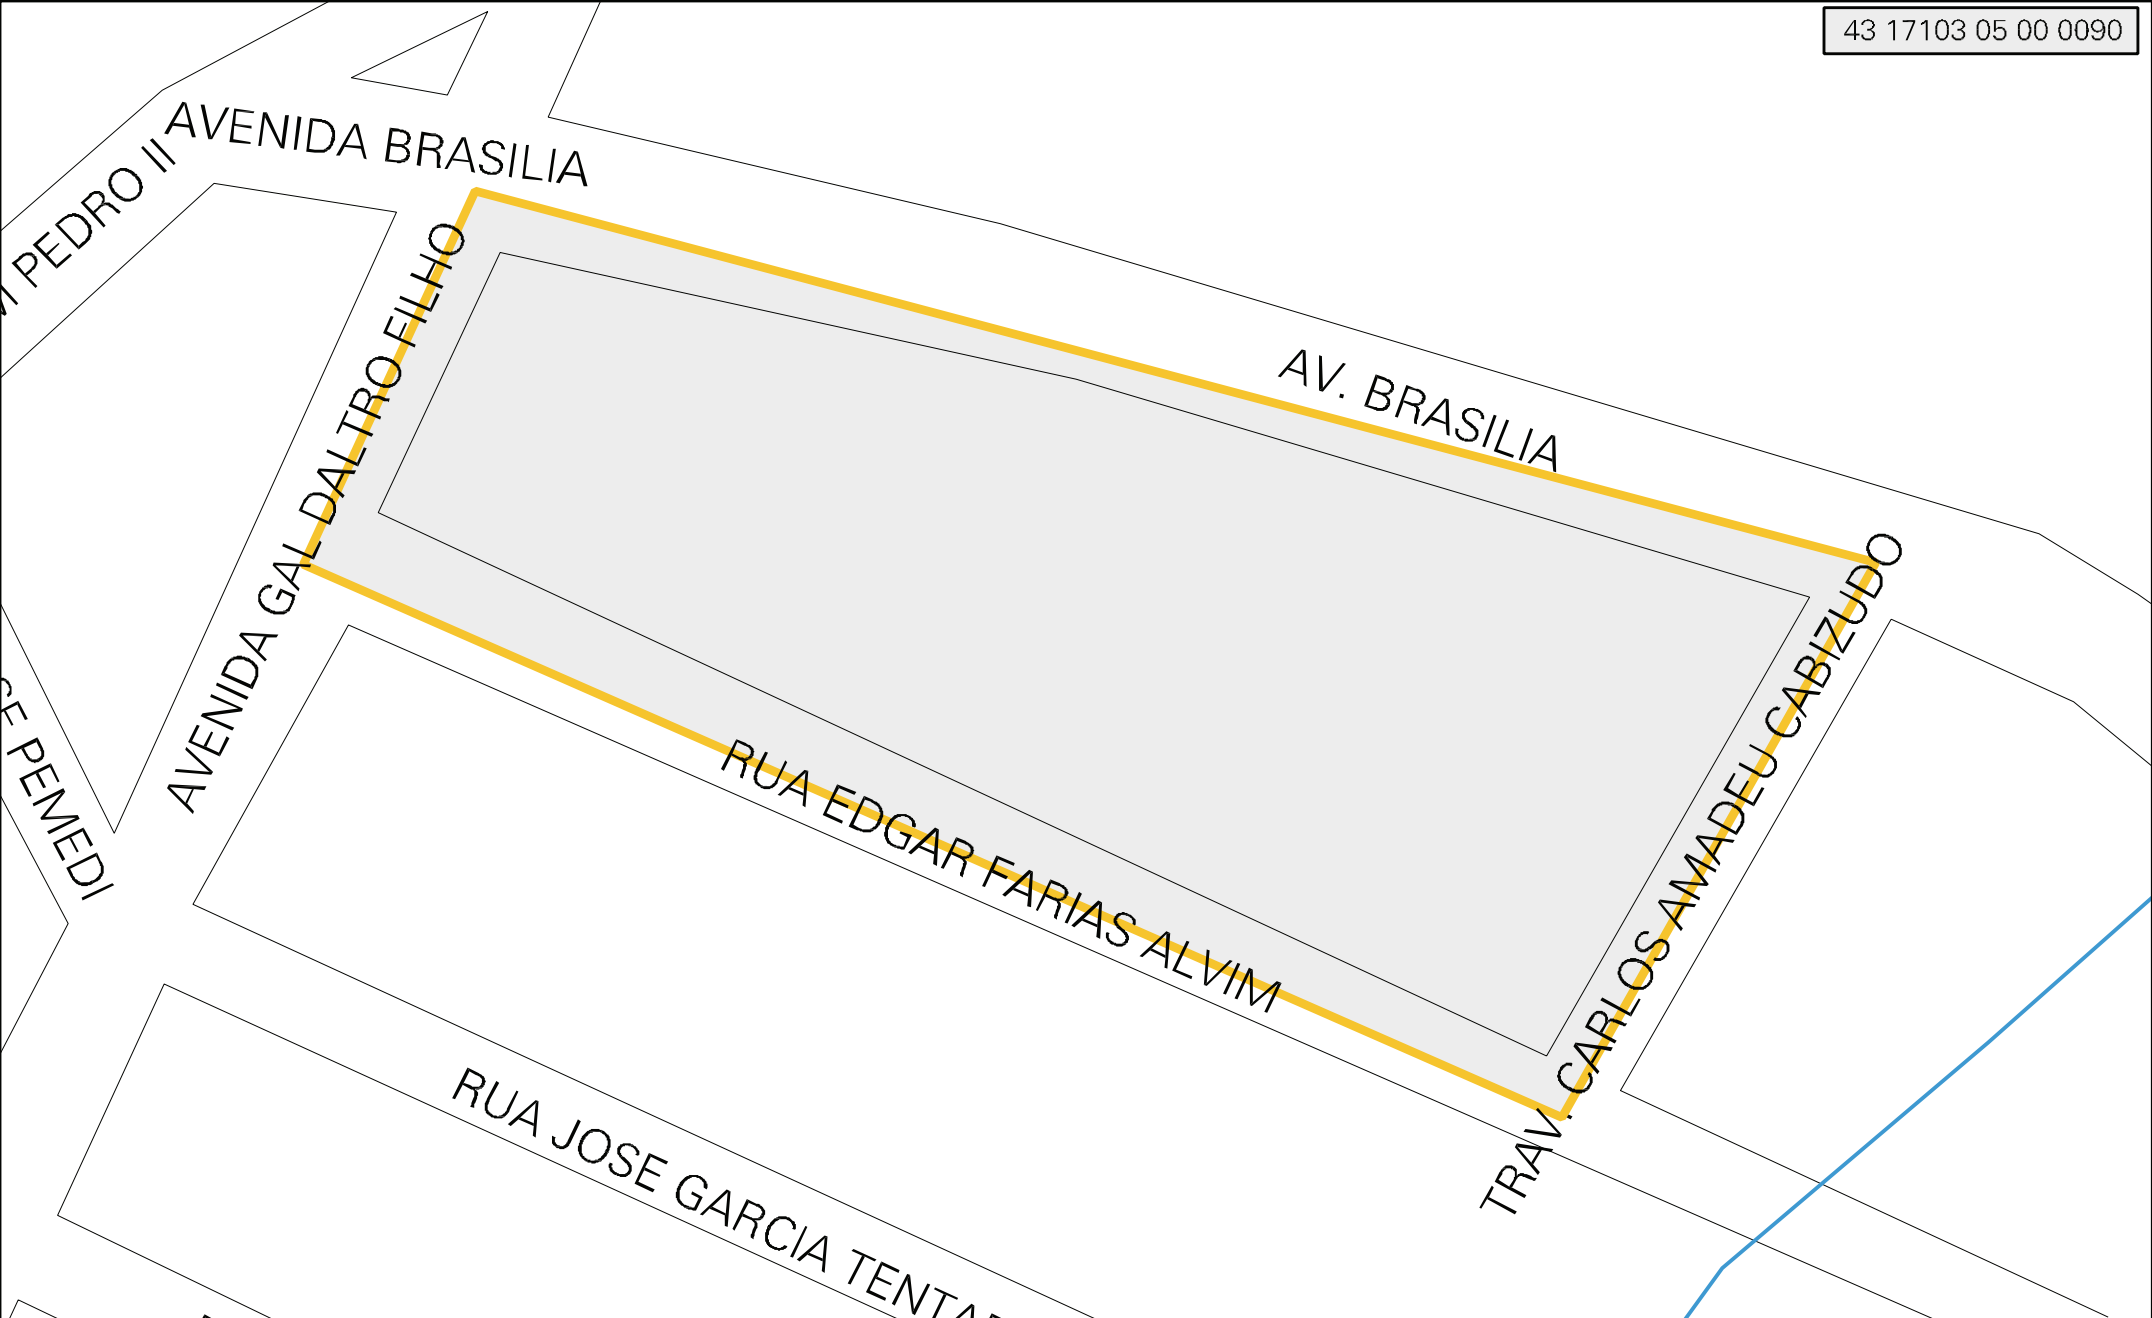 43 17103 05 00 0090
AVENIDA BRASILIA
PEDRO II
AVENIDA GAL DALTRO FILHO
AV. BRASILIA
TRAV. CARLOS AMADEU CABIZUDO
RUA EDGAR FARIAS ALVIM
PEMEDI
RUA JOSE GARCIA